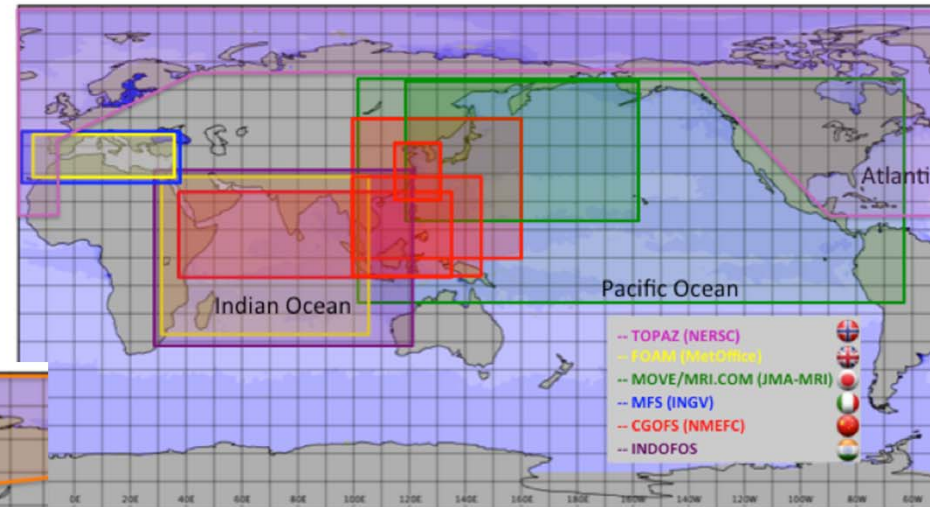 Atlanti
Pacific Ocean
Indian Ocean
-- TOPAZ (NERSC)
-- FOAM (MetOffice)
-- MOVE/MRI.COM (JMA-MRI)
-- MFS (INGV)
-- CGOFS (NMEFC)
-- INDOFOS
0E 20E 40E 60E 80E 100E 120E 140E 160E 180E 160W 140W 120W 100W 80W 60W